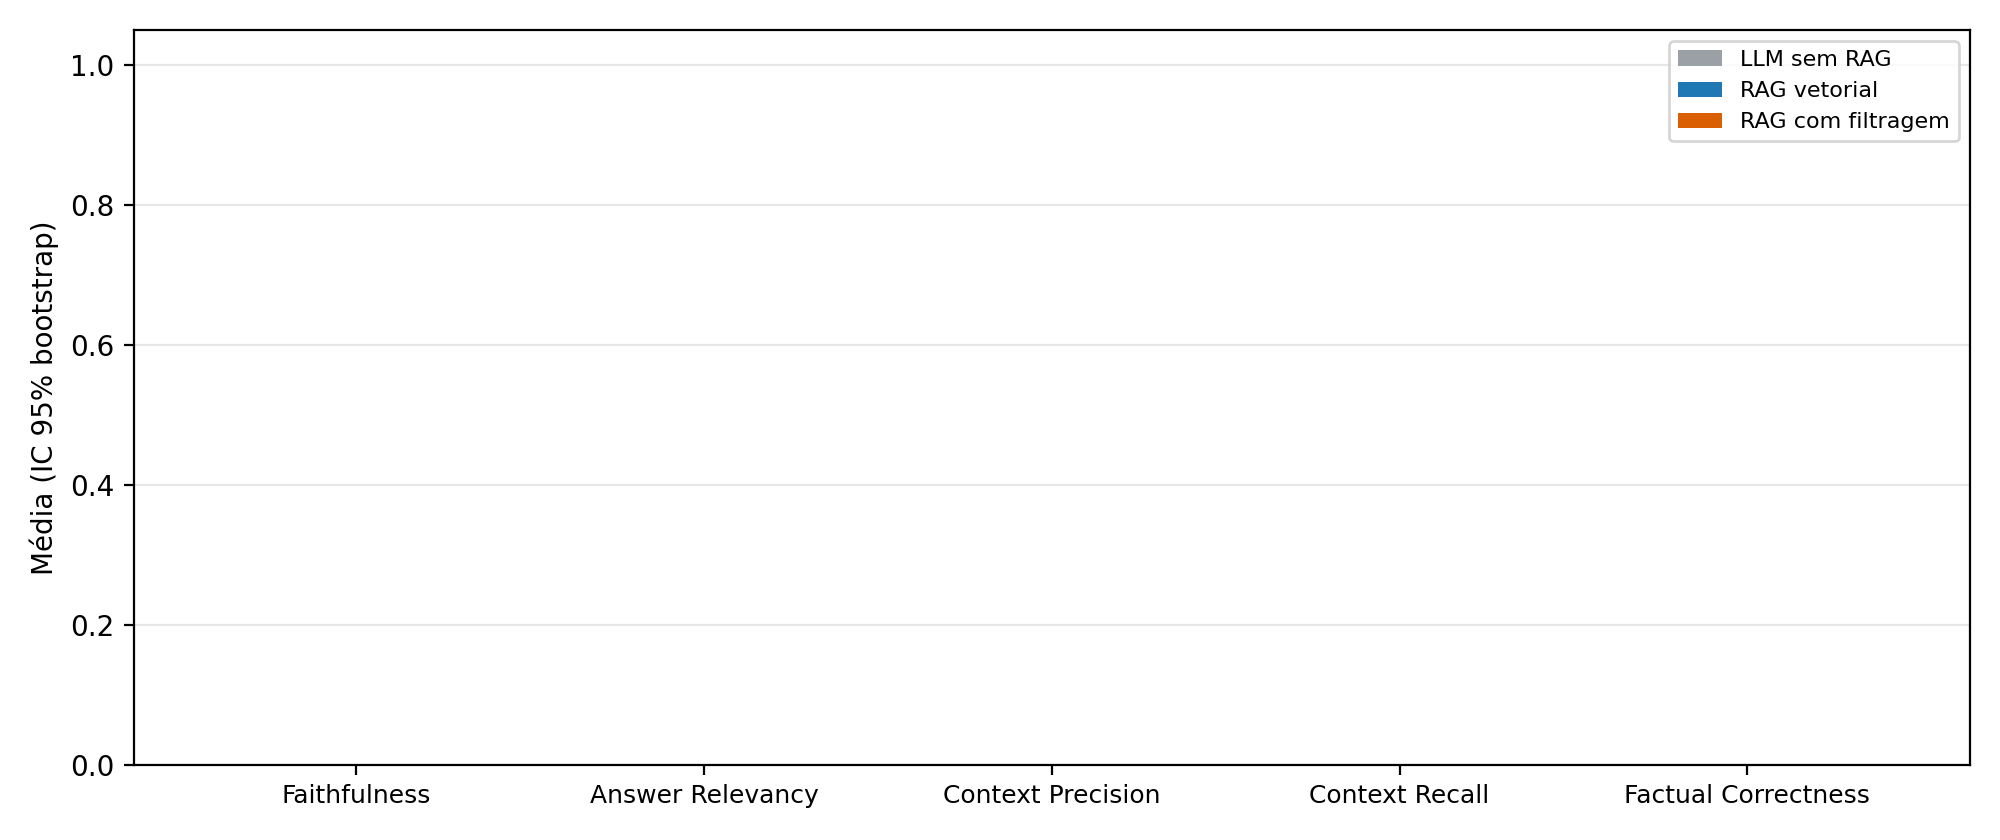 1.0
0.8
0.6
0.4
0.2
0.0
Média (IC 95% bootstrap)
LLM sem RAG
RAG vetorial
RAG com filtragem
Faithfulness
Answer Relevancy
Context Precision
Context Recall
Factual Correctness